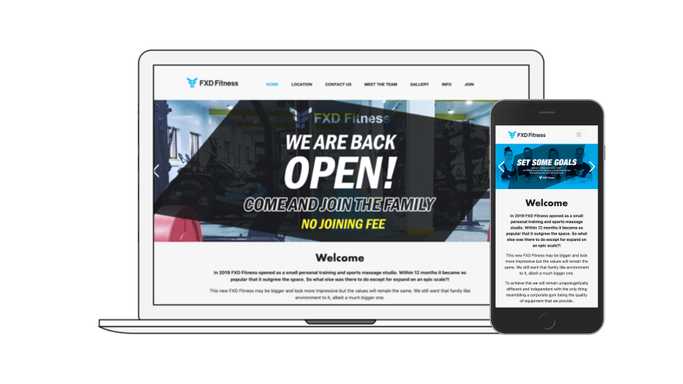 FXD Fitness
HOME LOCATION CONTACT US MEET THE TEAM GALLERY INFO JOIN
FXD Fitness
WE ARE BACK
OPEN!
COME AND JOIN THE FAMILY
NO JOINING FEE
Welcome
In 2019 FXD Fitness opened as a small personal training and sports massage studio. Within 12 months it became so
popular that it outgrew the space. So what else was there to do except for expand on an epic scale?!
This new FXD Fitness may be bigger and look more impressive but the values will remain the same. We still want that family like
environment to it, albeit a much bigger one.
FXD Fitness
SET SOME GOALS
FXD Fitness
Welcome
In 2019 FXD Fitness opened as a small
personal training and sports massage
studio. Within 12 months it became so
popular that it outgrew the space. So what
else was there to do except for expand on
an epic scale?!
This new FXD Fitness may be bigger and look
more impressive but the values will remain the
same. We still want that family like environment
to it, albeit a much bigger one.
To achieve this we will remain unapologetically
different and independent with the only thing
resembling a corporate gym being the quality
of equipment that we provide.